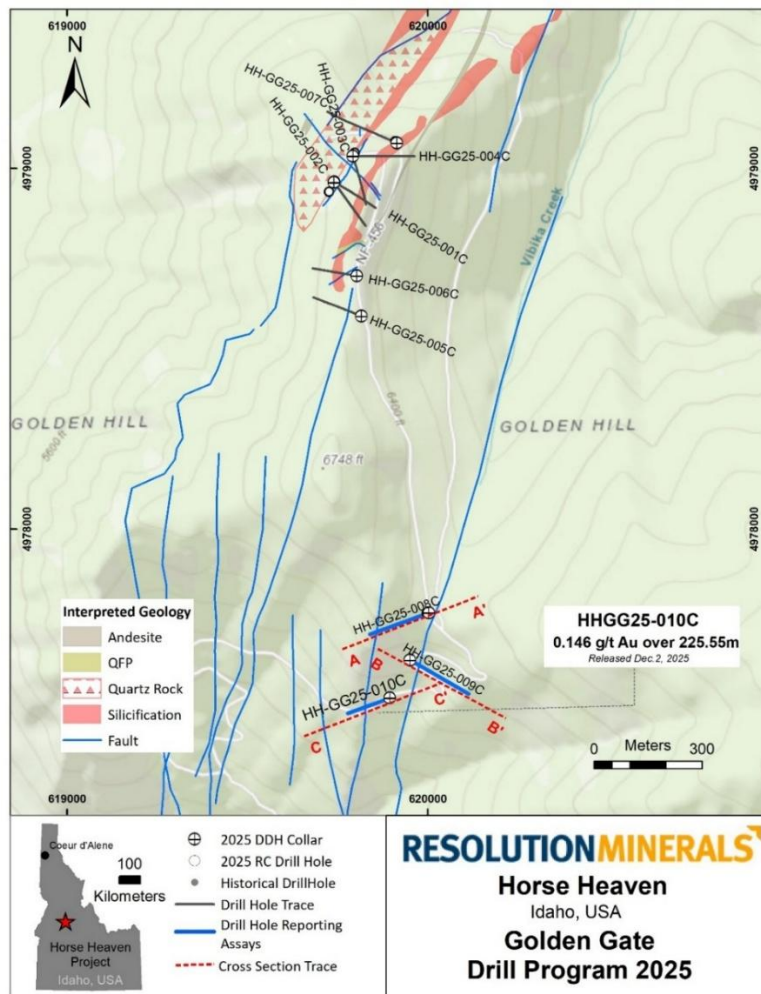 619000
620000
4979000
4979000
HH-GG25-007C
HH-GG25-003C
HH-GG25-002C
HH-GG25-004C
HH-GG25-001C
NF-456
Vibika Creek
HH-GG25-006C
HH-GG25-005C
6400 ft
GOLDEN HILL
GOLDEN HILL
5600 ft
6748 ft
4978000
4978000
Interpreted Geology
Andesite
QFP
Quartz Rock
Silicification
Fault
HH-GG25-008C
A'
A
B
HH-GG25-009C
HH-GG25-010C
C'
C
B'
HHGG25-010C
0.146 g/t Au over 225.55m
Released Dec.2, 2025
Meters
0 300
619000
620000
Coeur d'Alene
100
Kilometers
Horse Heaven
Project
Idaho, USA
2025 DDH Collar
2025 RC Drill Hole
Historical DrillHole
Drill Hole Trace
Drill Hole Reporting
Assays
Cross Section Trace
RESOLUTIONMINERALS
Horse Heaven
Idaho, USA
Golden Gate
Drill Program 2025